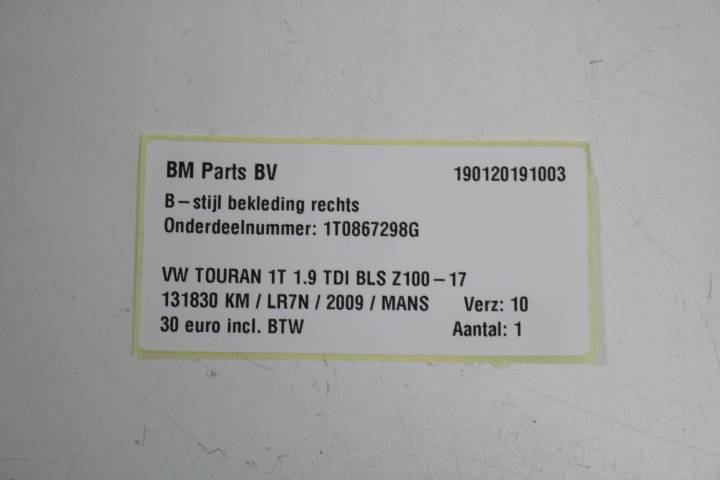 BM Parts BV 190120191003
B-stijl bekleding rechts
Onderdeelnummer: 1T0867298G
VW TOURAN 1T 1.9 TDI BLS Z100-17
131830 KM / LR7N / 2009 / MANS Verz: 10
30 euro incl. BTW Aantal: 1